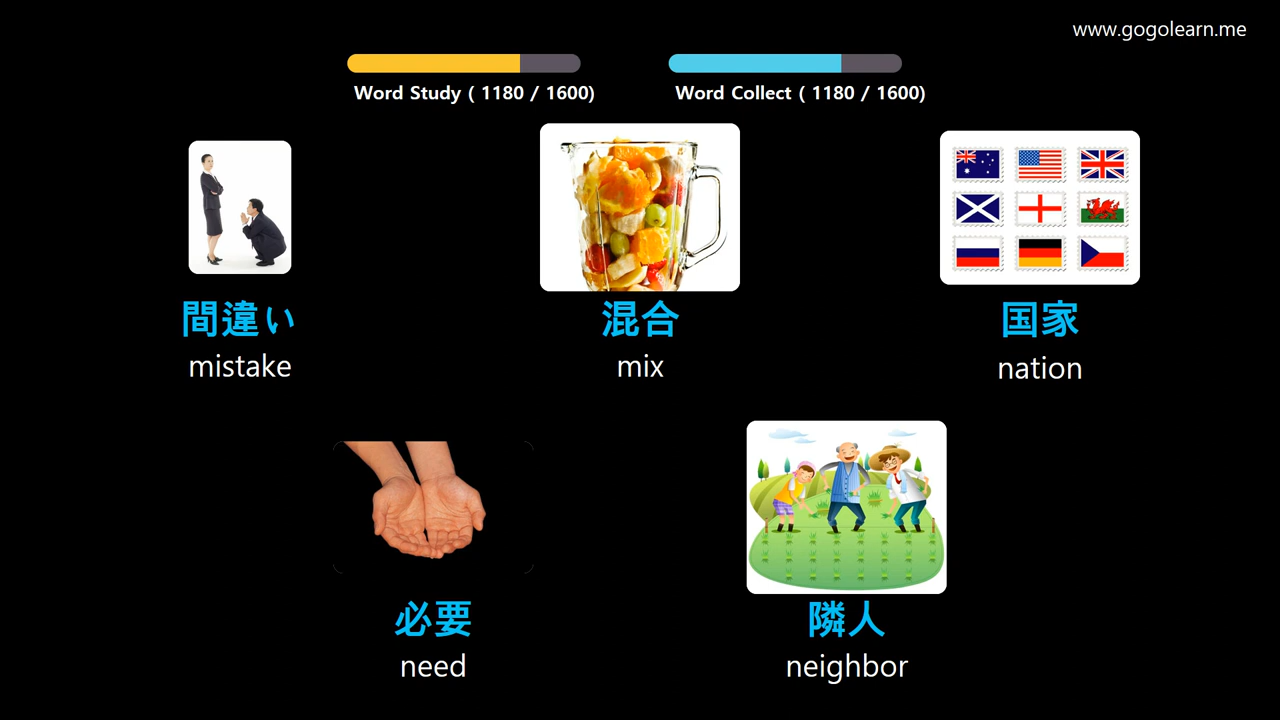 www.gogolearn.me
Word Study ( 1180 / 1600)
Word Collect ( 1180 / 1600)
間違い
mistake
混合
mix
国家
nation
必要
need
隣人
neighbor